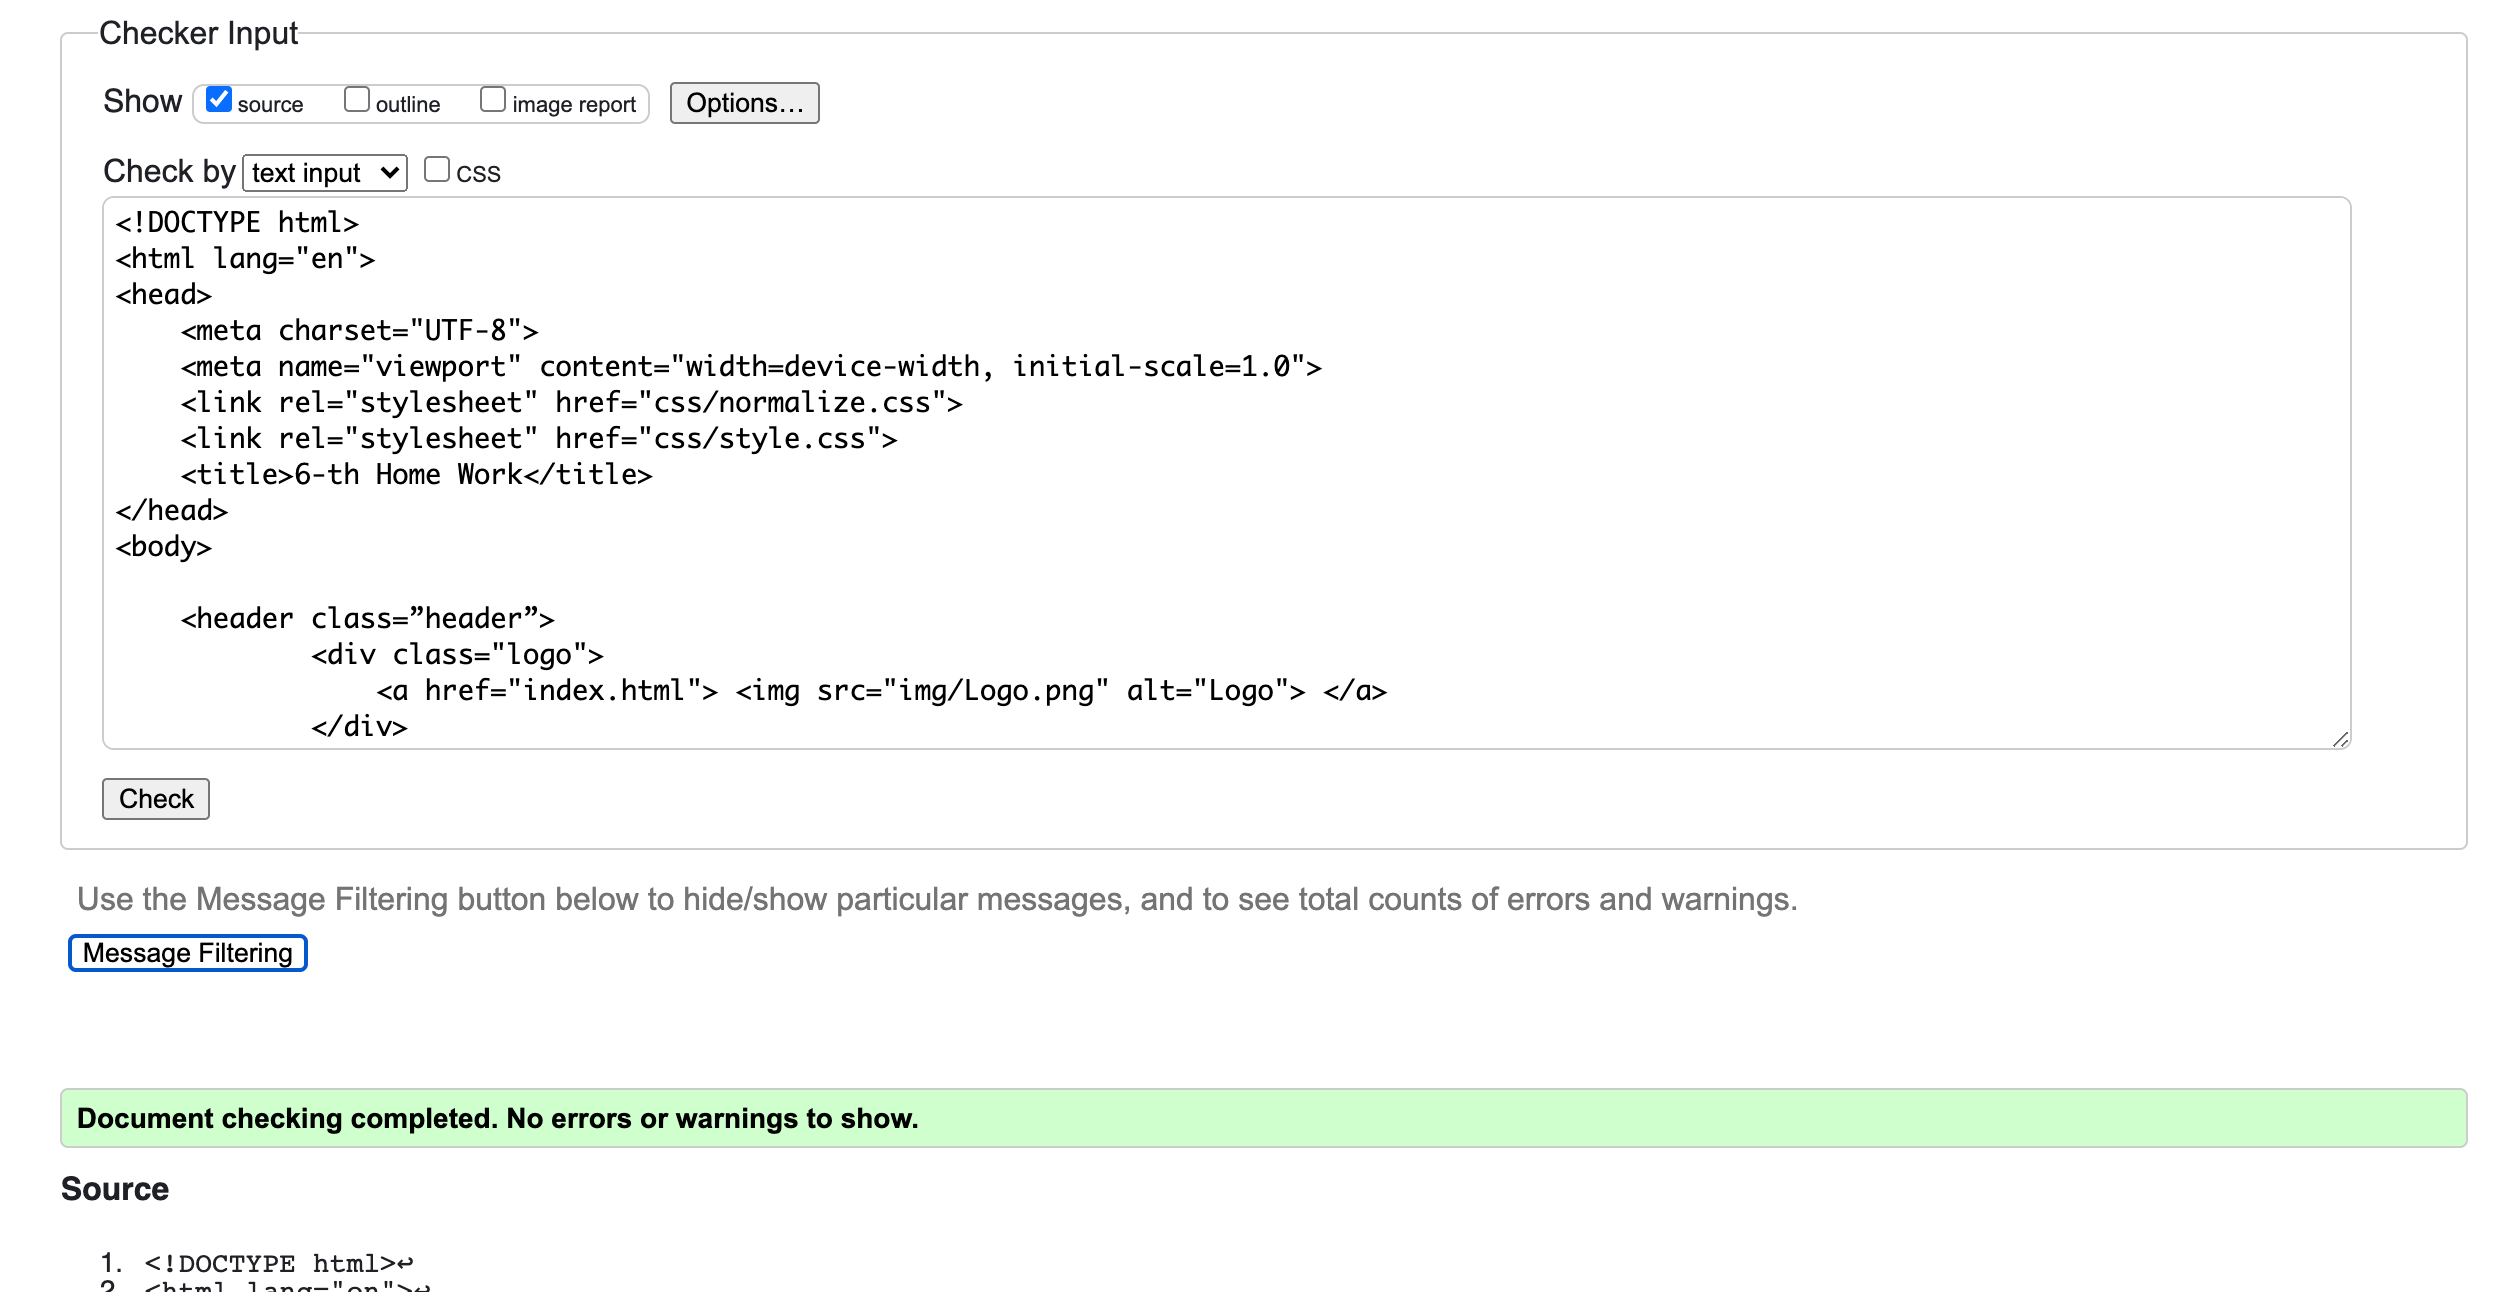 Checker Input
Show source outline image report Options...
Check by text input CSS
<!DOCTYPE html>
<html lang="en">
<head>
    <meta charset="UTF-8">
    <meta name="viewport" content="width=device-width, initial-scale=1.0">
    <link rel="stylesheet" href="css/normalize.css">
    <link rel="stylesheet" href="css/style.css">
    <title>6-th Home Work</title>
</head>
<body>
    <header class=”header”>
            <div class="logo">
                <a href="index.html"> <img src="img/Logo.png" alt="Logo"> </a>
            </div>
Check
Use the Message Filtering button below to hide/show particular messages, and to see total counts of errors and warnings.
Message Filtering
Document checking completed. No errors or warnings to show.
Source
1. <!DOCTYPE html>↩
2. <html lang="en">↩